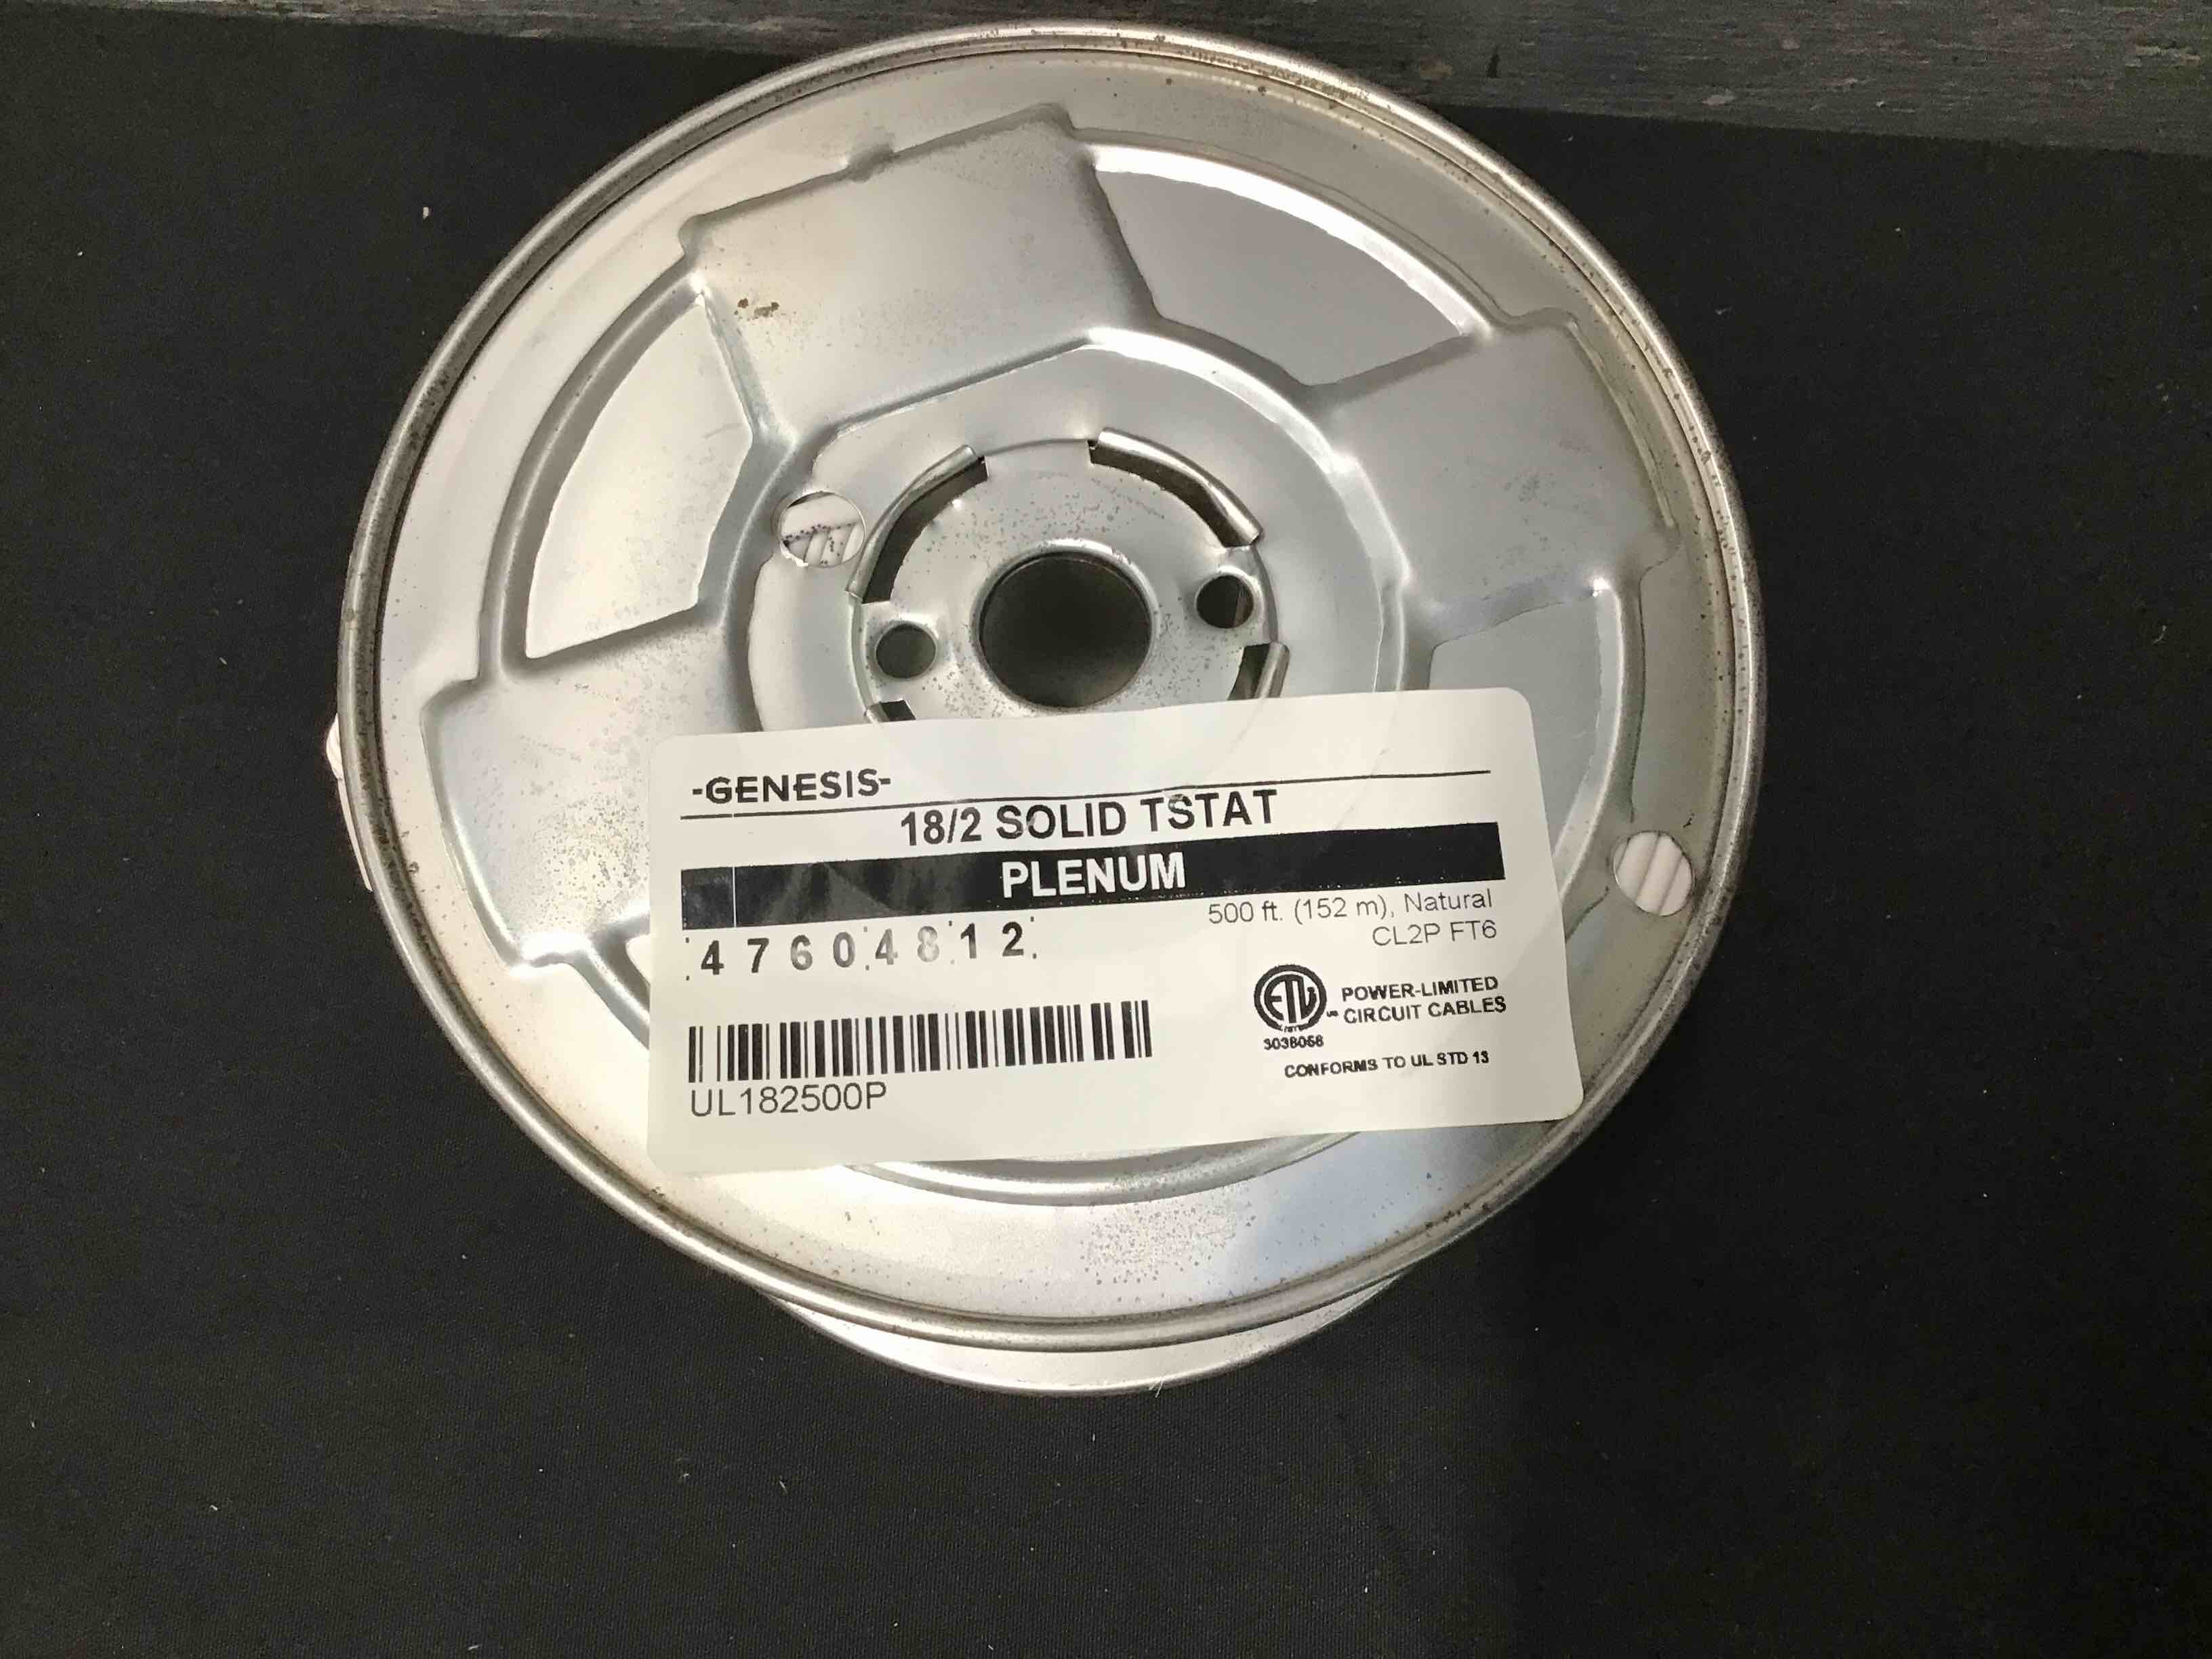 -GENESIS-
18/2 SOLID TSTAT
PLENUM
500 ft. (152 m), Natural
CL2P FT6
47604812
POWER-LIMITED
CIRCUIT CABLES
3038058
CONFORMS TO UL STD 13
UL182500P